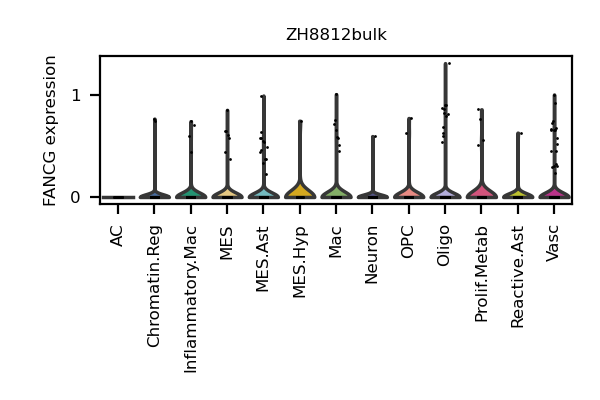 ZH8812bulk
FANCG expression
1
0
AC
Chromatin.Reg
Inflammatory.Mac
MES
MES.Ast
MES.Hyp
Mac
Neuron
OPC
Oligo
Prolif.Metab
Reactive.Ast
Vasc